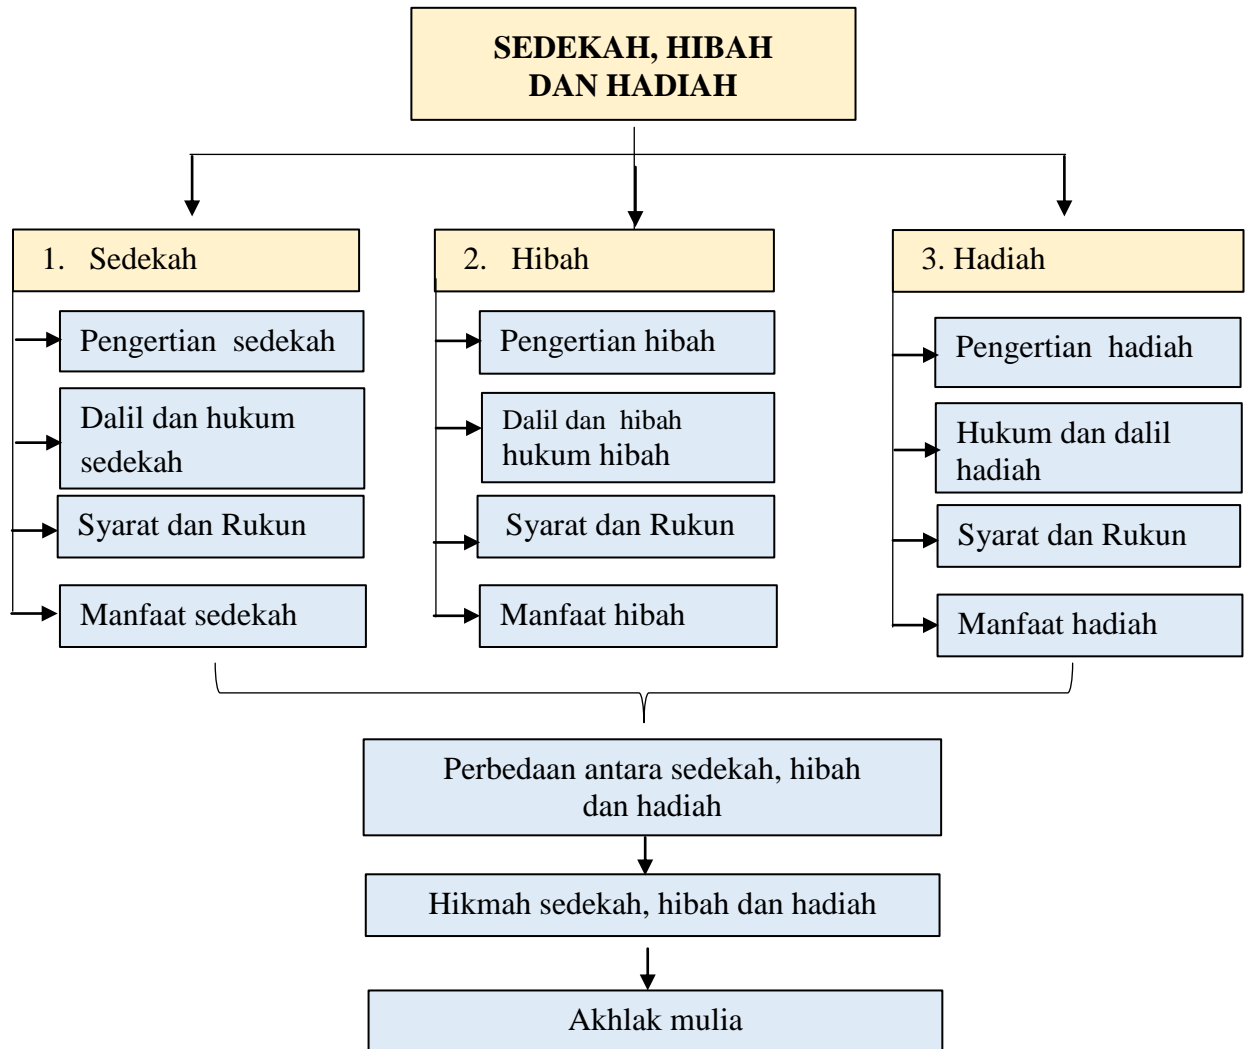 SEDEKAH, HIBAH
DAN HADIAH
1. Sedekah
Pengertian sedekah
Dalil dan hukum
sedekah
Syarat dan Rukun
Manfaat sedekah
2. Hibah
Pengertian hibah
Dalil dan hibah
hukum hibah
Syarat dan Rukun
Manfaat hibah
3. Hadiah
Pengertian hadiah
Hukum dan dalil
hadiah
Syarat dan Rukun
Manfaat hadiah
Perbedaan antara sedekah, hibah
dan hadiah
Hikmah sedekah, hibah dan hadiah
Akhlak mulia